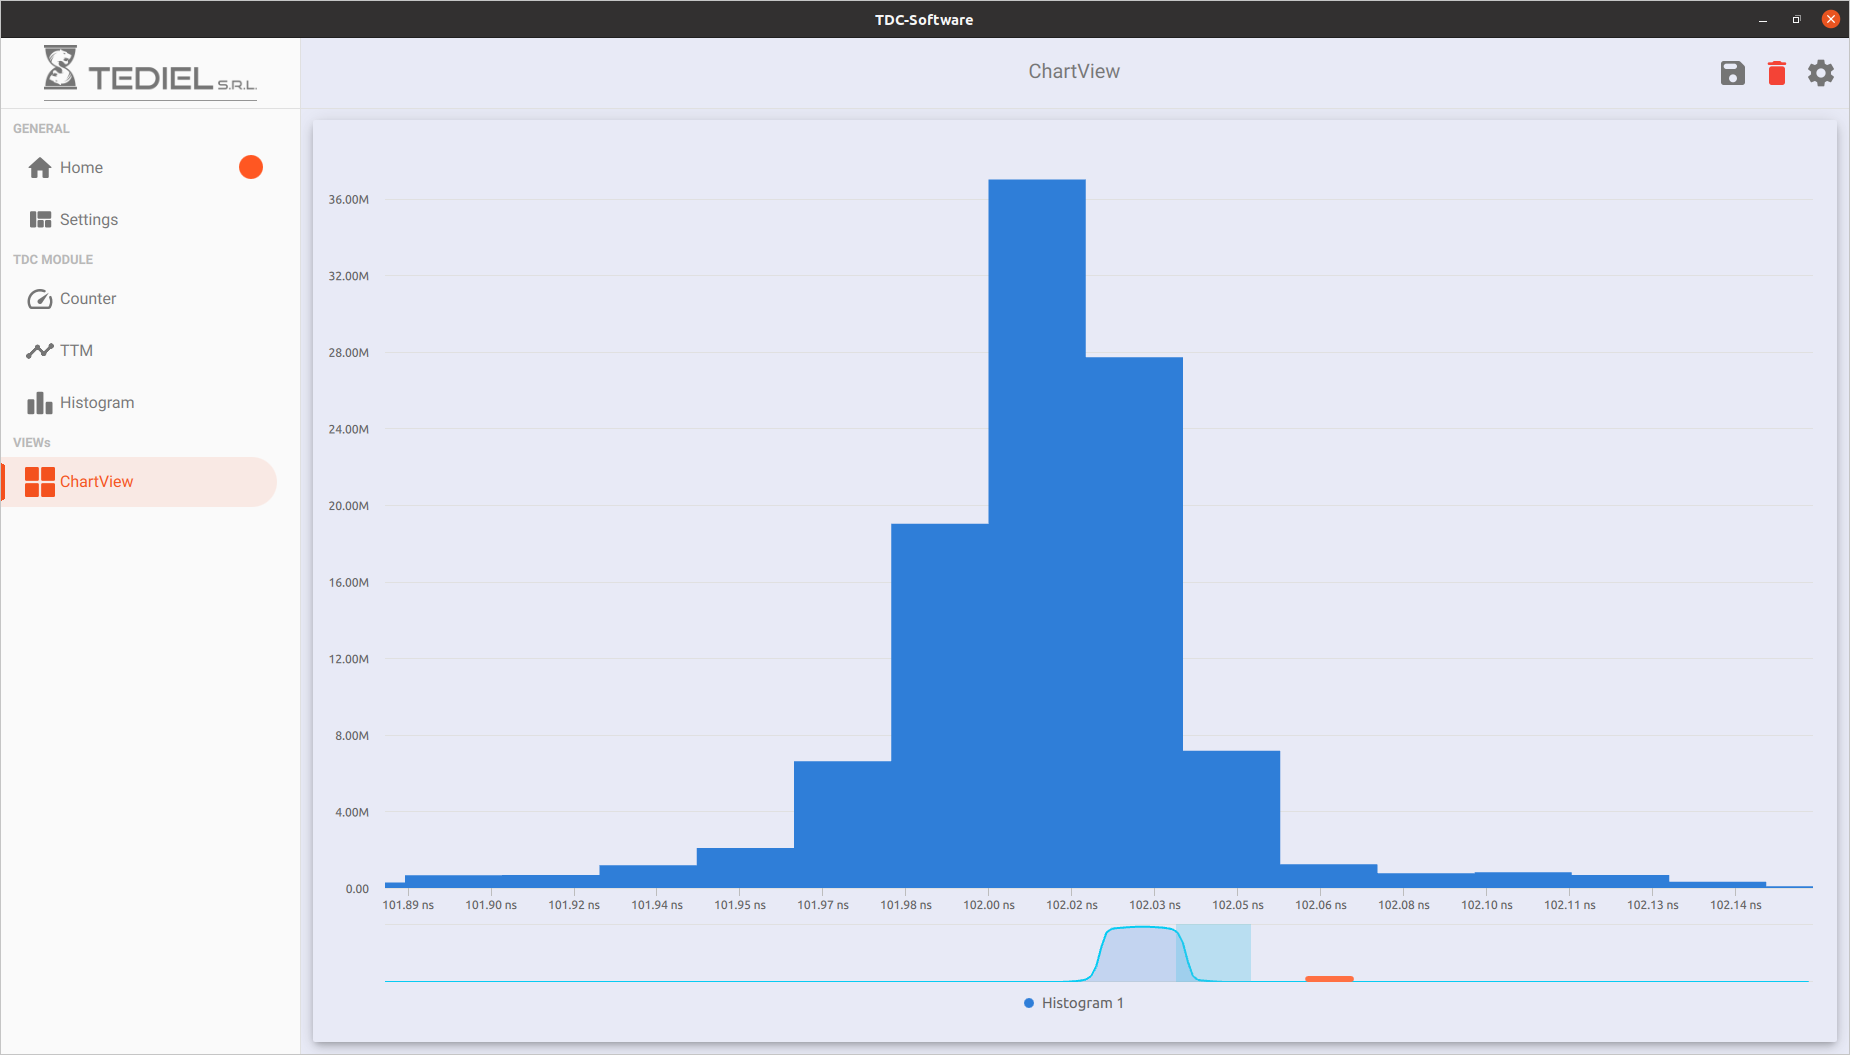 TDC-Software
TEDIEL S.R.L.
ChartView
GENERAL
Home
Settings
TDC MODULE
Counter
TTM
Histogram
VIEWs
ChartView
36.00M
32.00M
28.00M
24.00M
20.00M
16.00M
12.00M
8.00M
4.00M
0.00
101.89 ns 101.90 ns 101.92 ns 101.94 ns 101.95 ns 101.97 ns 101.98 ns 102.00 ns 102.02 ns 102.03 ns 102.05 ns 102.06 ns 102.08 ns 102.10 ns 102.11 ns 102.13 ns 102.14 ns
Histogram 1